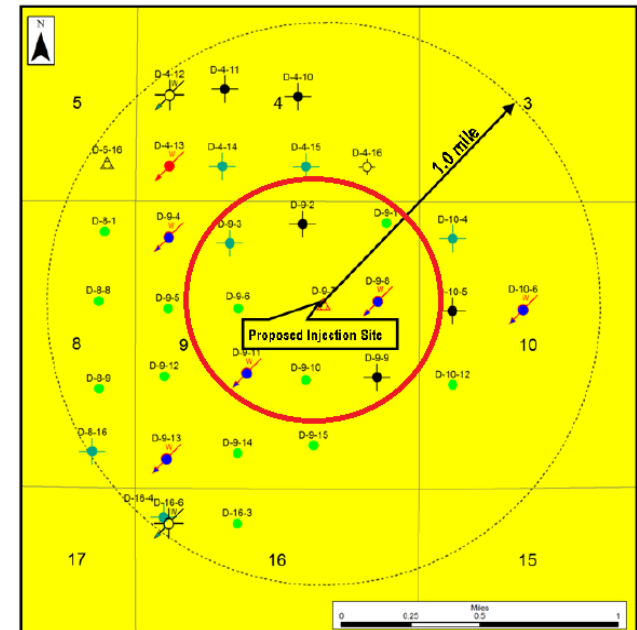 N
D-4-12
W
D-4-11
D-4-10
5
4
3
1.0 mile
D-5-16
D-4-13
W
D-4-14
D-4-15
D-4-16
D-9-2
D-9-1
D-8-1
D-9-4
W
D-9-3
D-10-4
D-8-8
D-9-5
D-9-6
D-9-7
D-9-8
W
D-10-5
D-10-6
W
Proposed Injection Site
8
9
10
D-9-11
W
D-8-9
D-9-12
D-9-10
D-9-9
D-10-12
D-8-16
D-9-13
W
D-9-14
D-9-15
D-16-4
D-16-6
W
D-16-3
17
16
15
Miles
0
0.25
0.5
1